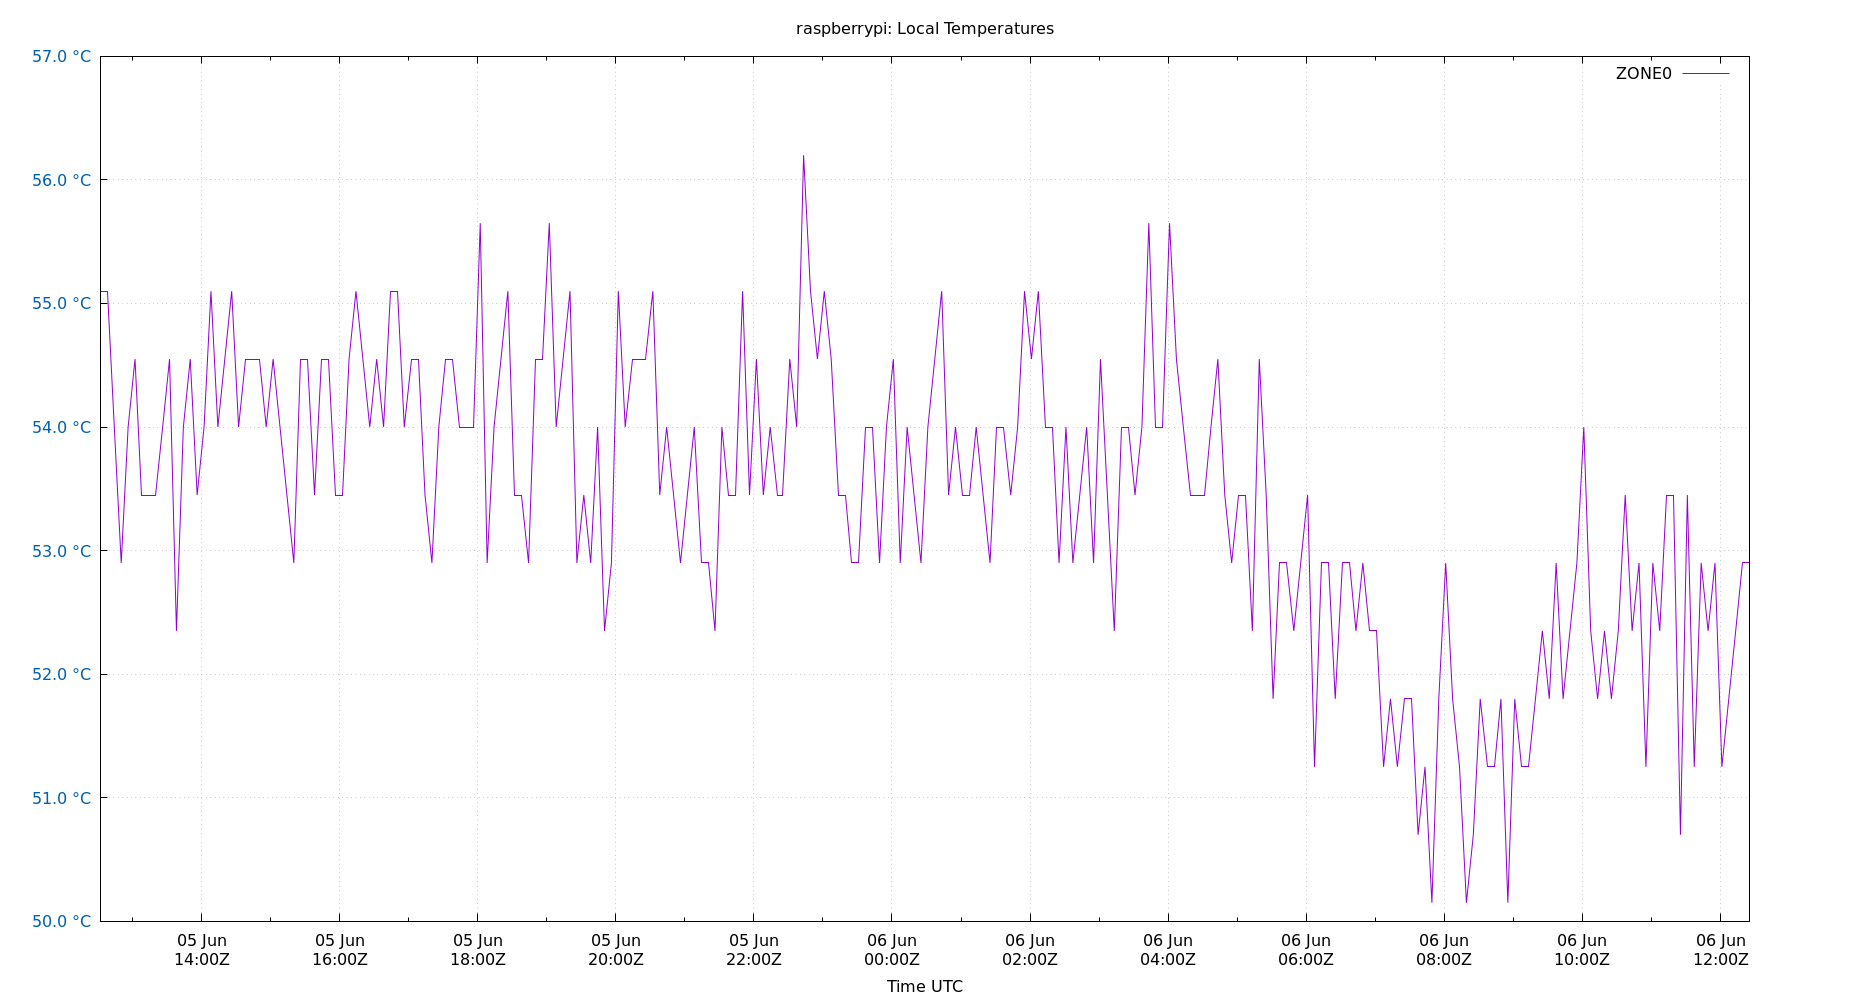 raspberrypi: Local Temperatures
57.0 °C
ZONE0
56.0 °C
55.0 °C
54.0 °C
53.0 °C
52.0 °C
51.0 °C
50.0 °C
05 Jun 05 Jun 05 Jun 05 Jun 05 Jun 06 Jun 06 Jun 06 Jun 06 Jun 06 Jun 06 Jun 06 Jun
14:00Z 16:00Z 18:00Z 20:00Z 22:00Z 00:00Z 02:00Z 04:00Z 06:00Z 08:00Z 10:00Z 12:00Z
Time UTC